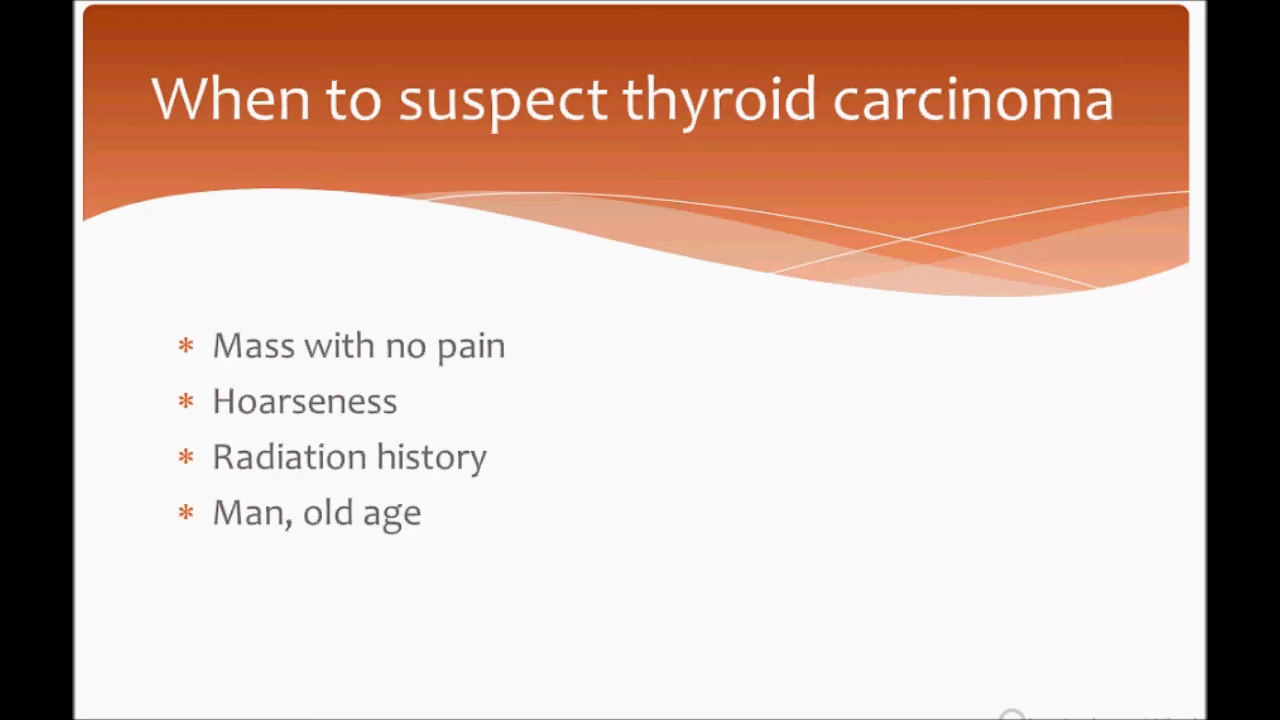 When to suspect thyroid carcinoma
* Mass with no pain
* Hoarseness
* Radiation history
* Man, old age